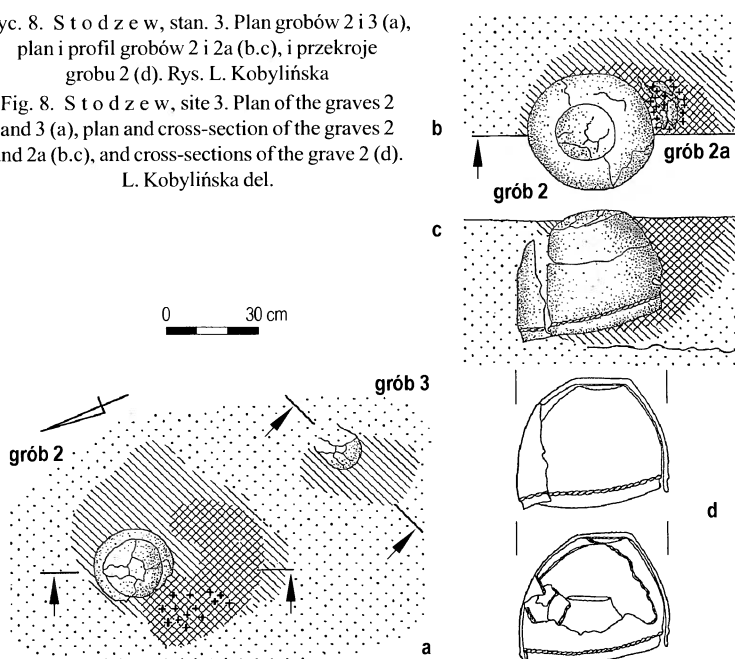 yc. 8. S t o d z e w, stan. 3. Plan grobów 2 i 3 (a),
plan i profil grobów 2 i 2a (b.c), i przekroje
grobu 2 (d). Rys. L. Kobylińska
Fig. 8. S t o d z e w, site 3. Plan of the graves 2
and 3 (a), plan and cross-section of the graves 2
nd 2a (b.c), and cross-sections of the grave 2 (d).
L. Kobylińska del.
b
grób 2a
grób 2
c
0 30 cm
grób 3
grób 2
d
a